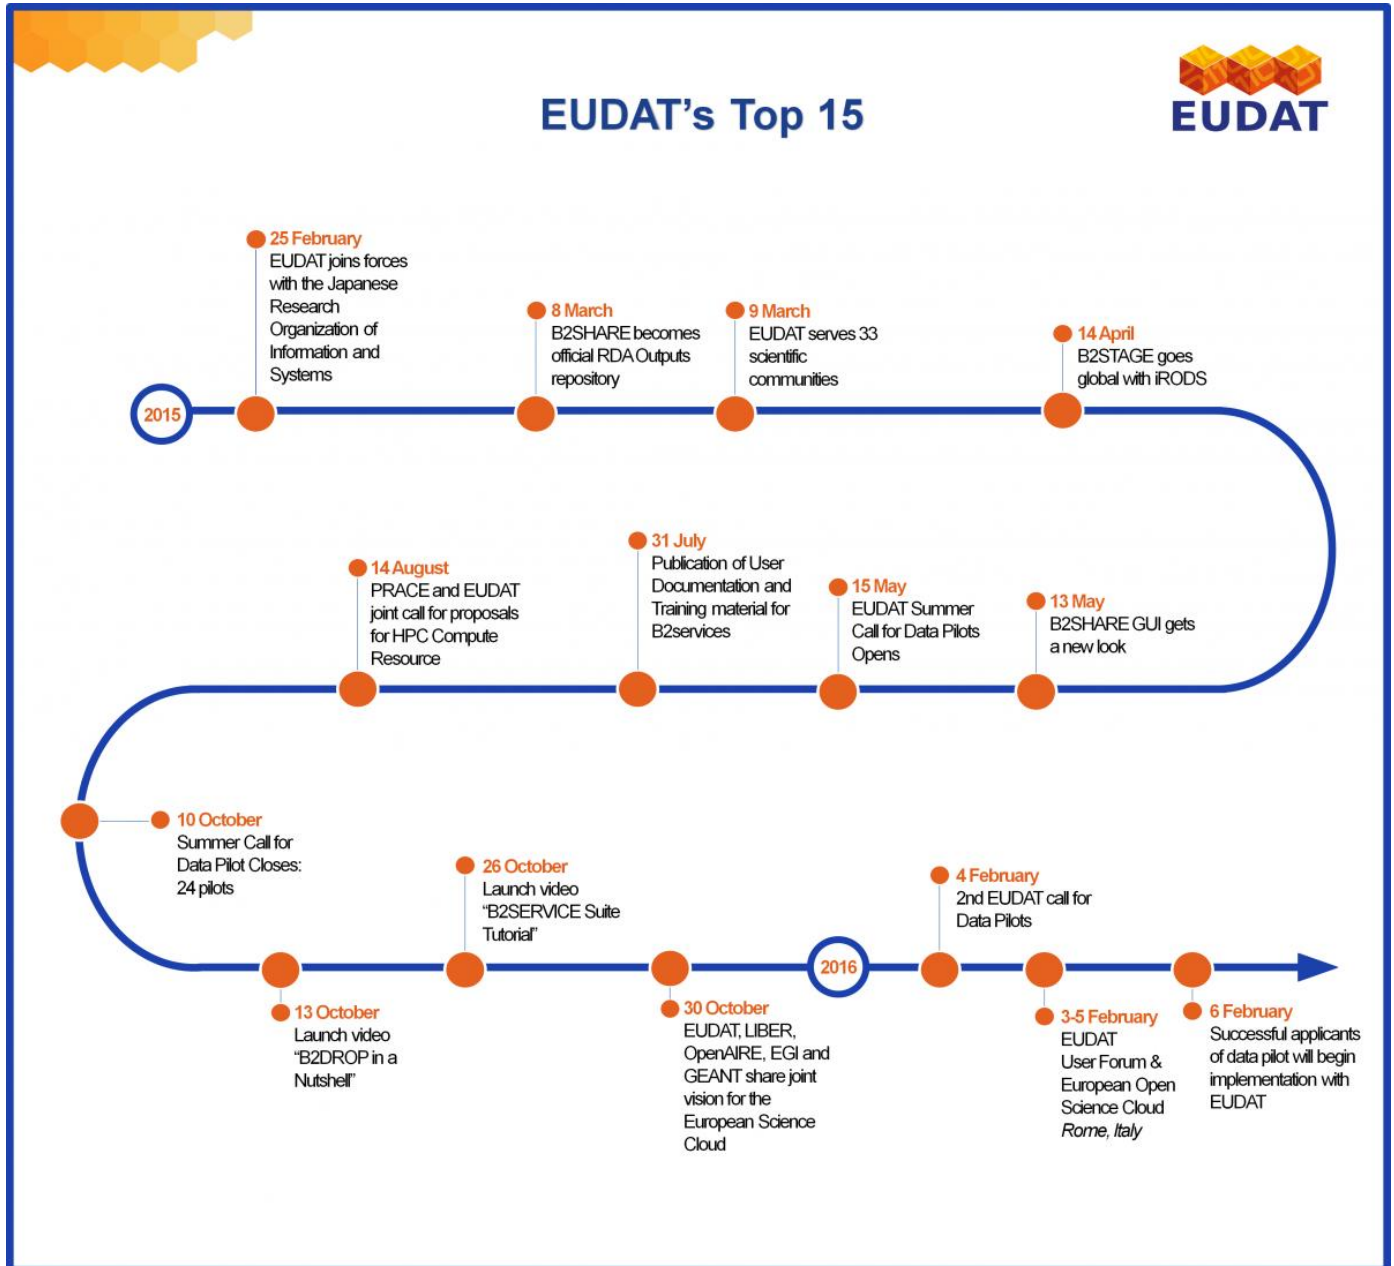 EUDAT's Top 15
EUDAT
25 February
EUDAT joins forces
with the Japanese
Research
Organization of
Information and
Systems
8 March
B2SHARE becomes
official RDA Outputs
repository
9 March
EUDAT serves 33
scientific
communities
14 April
B2STAGE goes
global with iRODS
2015
14 August
PRACE and EUDAT
joint call for proposals
for HPC Compute
Resource
31 July
Publication of User
Documentation and
Training material for
B2services
15 May
EUDAT Summer
Call for Data Pilots
Opens
13 May
B2SHARE GUI gets
a new look
10 October
Summer Call for
Data Pilot Closes:
24 pilots
26 October
Launch video
“B2SERVICE Suite
Tutorial”
4 February
2nd EUDAT call for
Data Pilots
2016
13 October
Launch video
“B2DROP in a
Nutshell”
30 October
EUDAT, LIBER,
OpenAIRE, EGI and
GEANT share joint
vision for the
European Science
Cloud
3-5 February
EUDAT
User Forum &
European Open
Science Cloud
Rome, Italy
6 February
Successful applicants
of data pilot will begin
implementation with
EUDAT